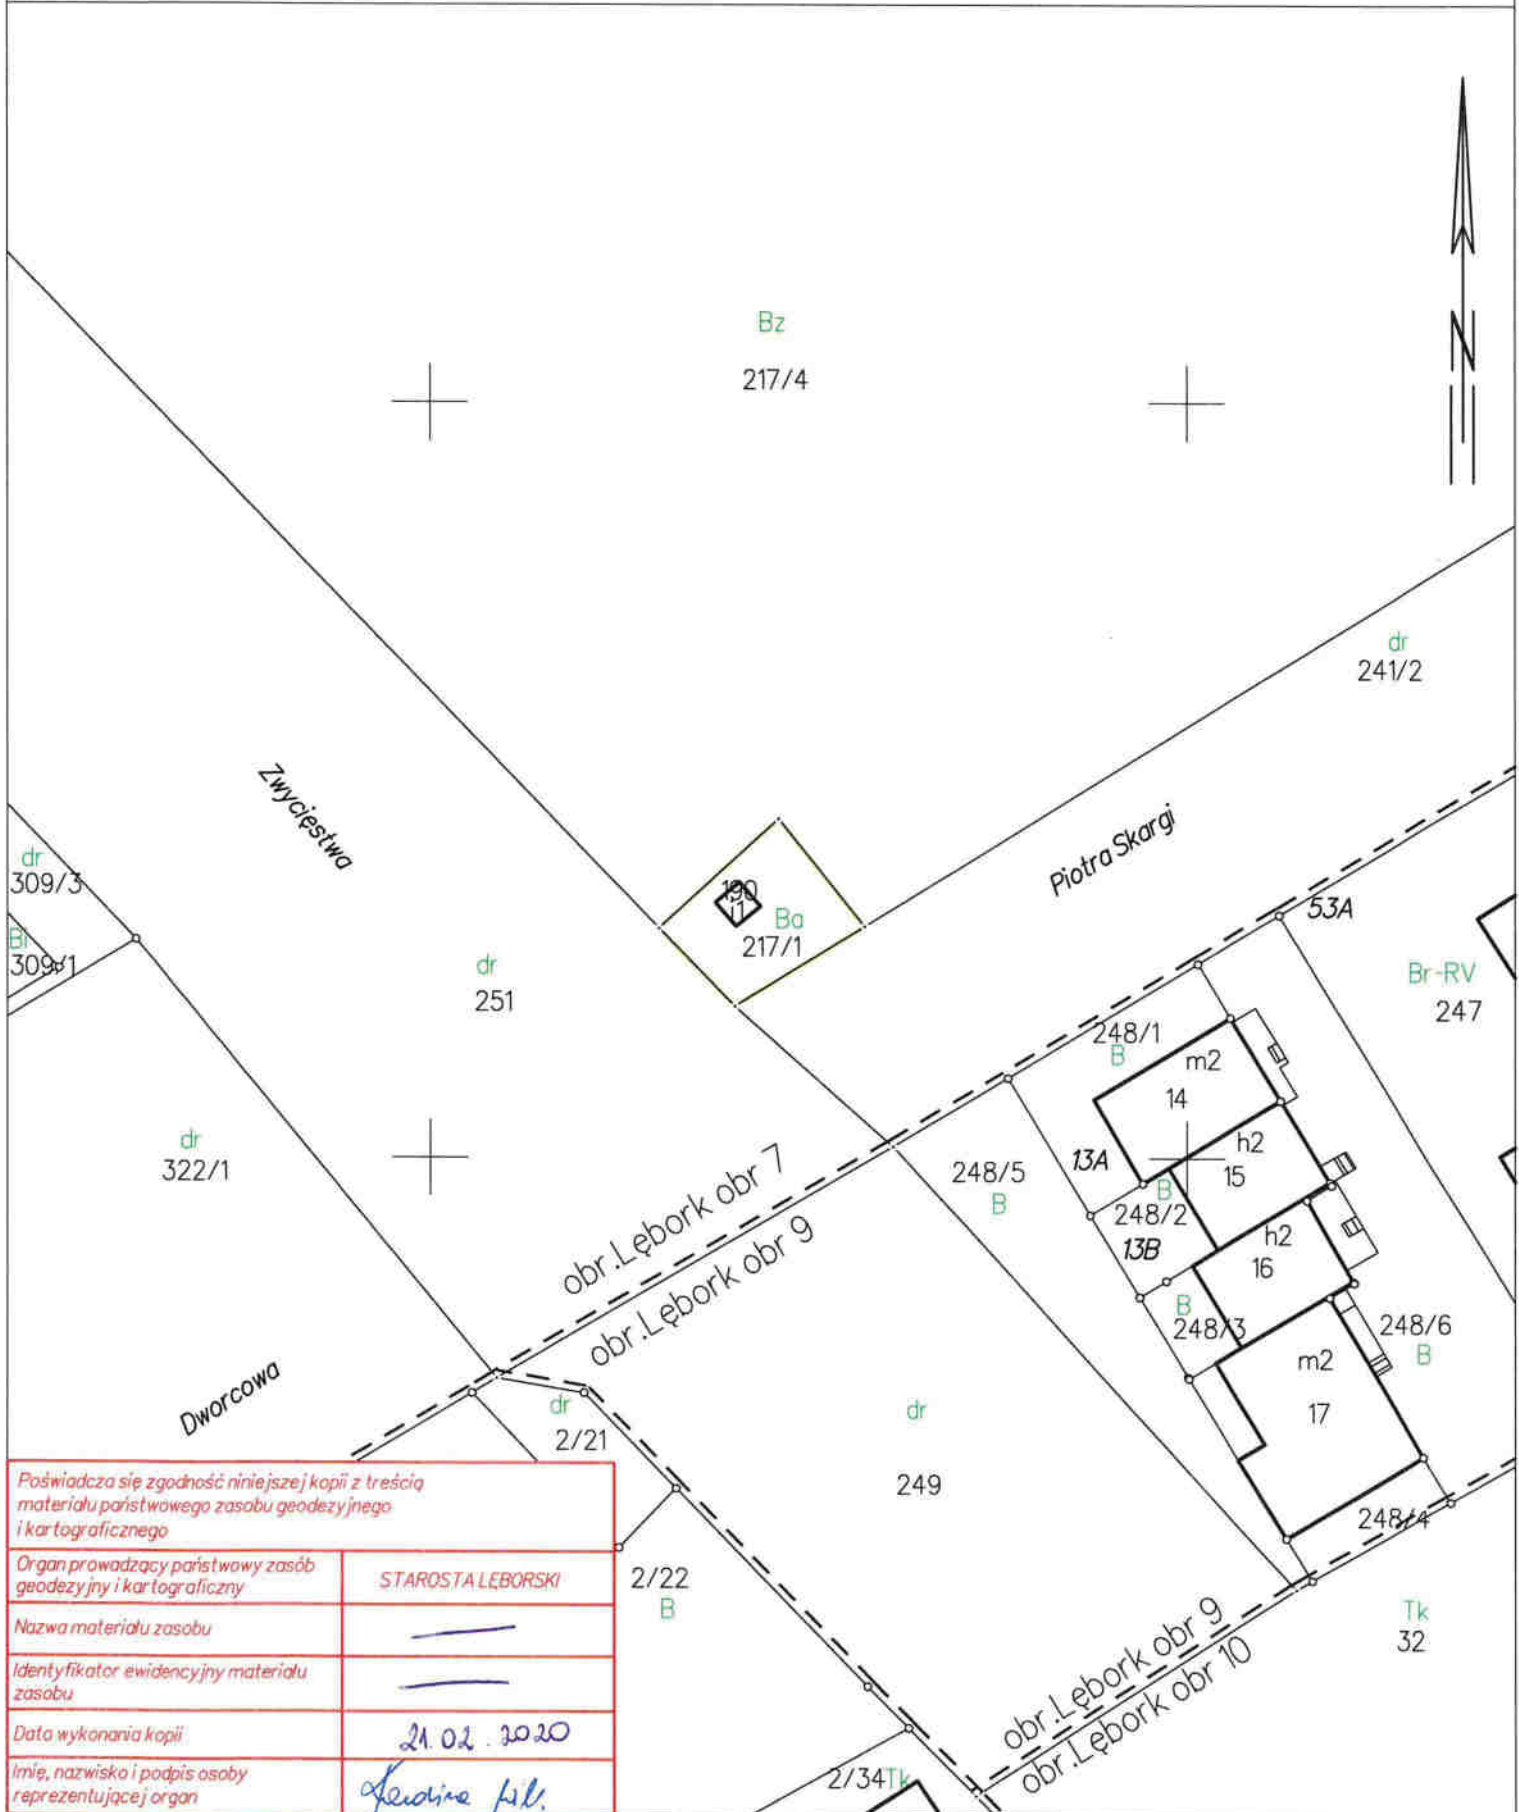 N
Bz
217/4
dr
241/2
Zwycięstwa
Piotra Skargi
dr
309/3
Bi
309/1
190
i1
Ba
217/1
53A
dr
251
Br-RV
247
248/1
B
m2
14
dr
322/1
13A
h2
15
248/5
B
B
248/2
13B
h2
16
obr.Lębork obr 7
obr.Lębork obr 9
B
248/3
248/6
B
m2
17
Dworcowa
dr
2/21
dr
249
248/4
Poświadcza się zgodność niniejszej kopii z treścią
materiału państwowego zasobu geodezyjnego
i kartograficznego
Organ prowadzący państwowy zasób
geodezyjny i kartograficzny
STAROSTA LĘBORSKI
Nazwa materiału zasobu
Identyfikator ewidencyjny materiału
zasobu
Data wykonania kopii
21.02.2020
Imię, nazwisko i podpis osoby
reprezentującej organ
2/22
B
Tk
32
obr.Lębork obr 9
obr.Lębork obr 10
2/34Tk